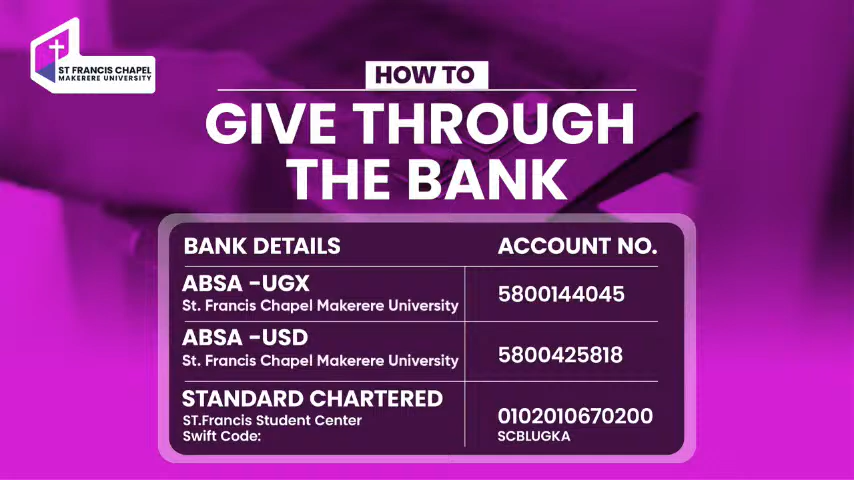 ST FRANCIS CHAPEL
MAKERERE UNIVERSITY
HOW TO
GIVE THROUGH
THE BANK
BANK DETAILS ACCOUNT NO.
ABSA -UGX
St. Francis Chapel Makerere University 5800144045
ABSA -USD
St. Francis Chapel Makerere University 5800425818
STANDARD CHARTERED
ST.Francis Student Center 0102010670200
Swift Code: SCBLUGKA